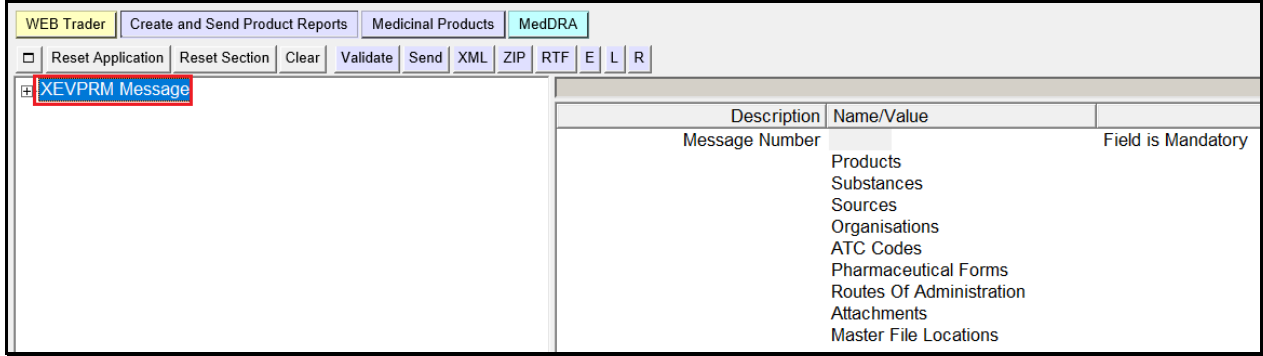 WEB Trader Create and Send Product Reports Medicinal Products MedDRA
Reset Application Reset Section Clear Validate Send XML ZIP RTF E L R
XEVPRM Message
Description Name/Value
Message Number Field is Mandatory
Products
Substances
Sources
Organisations
ATC Codes
Pharmaceutical Forms
Routes Of Administration
Attachments
Master File Locations